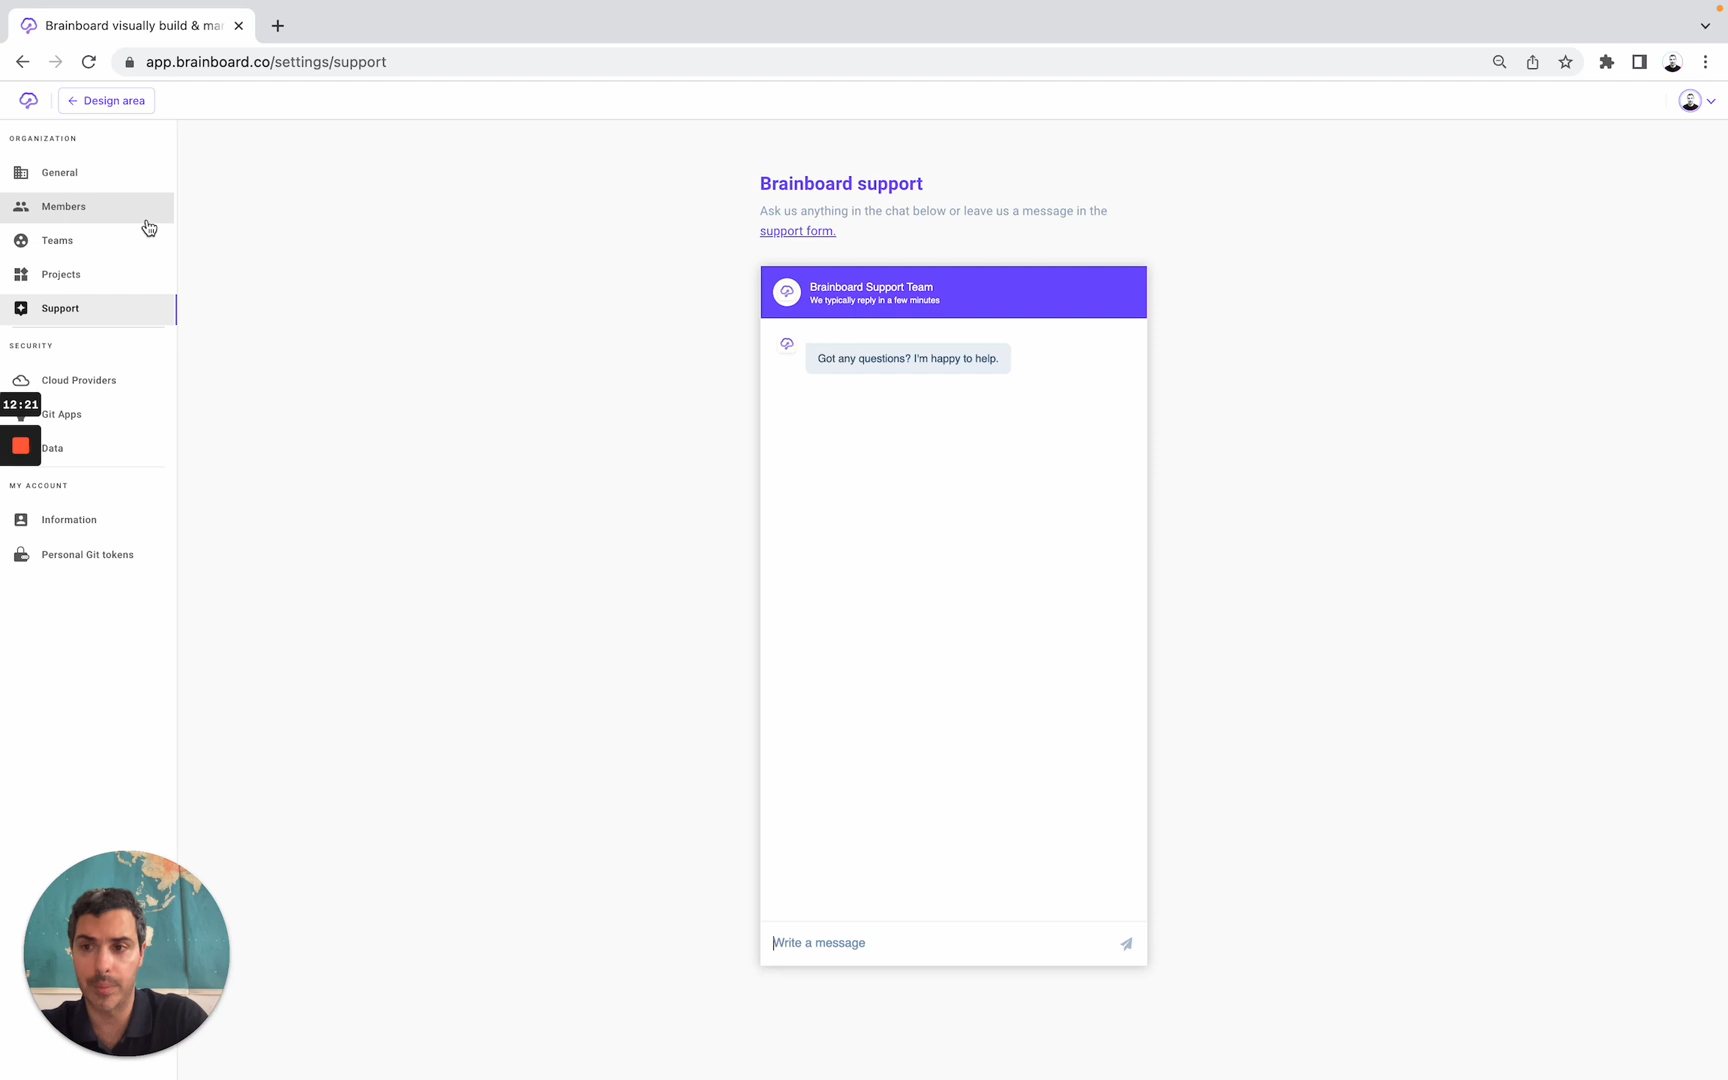 Brainboard visually build & ma
app.brainboard.co/settings/support
Design area
ORGANIZATION
General
Members
Teams
Projects
Support
SECURITY
Cloud Providers
12:21
Git Apps
Data
MY ACCOUNT
Information
Personal Git tokens
Brainboard support
Ask us anything in the chat below or leave us a message in the
support form.
Brainboard Support Team
We typically reply in a few minutes
Got any questions? I'm happy to help.
Write a message